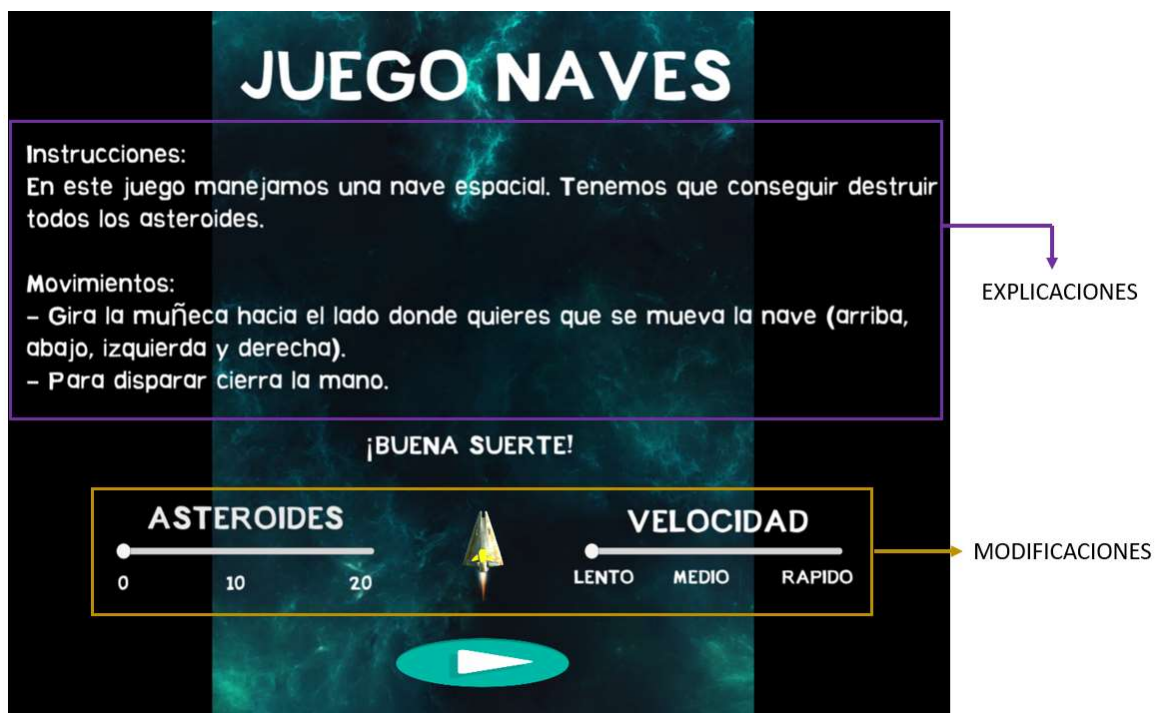 JUEGO NAVES
Instrucciones:
En este juego manejamos una nave espacial. Tenemos que conseguir destruir
todos los asteroides.
Movimientos:
– Gira la muñeca hacia el lado donde quieres que se mueva la nave (arriba,
abajo, izquierda y derecha).
– Para disparar cierra la mano.
EXPLICACIONES
¡BUENA SUERTE!
ASTEROIDES
0 10 20
VELOCIDAD
LENTO MEDIO RAPIDO
MODIFICACIONES